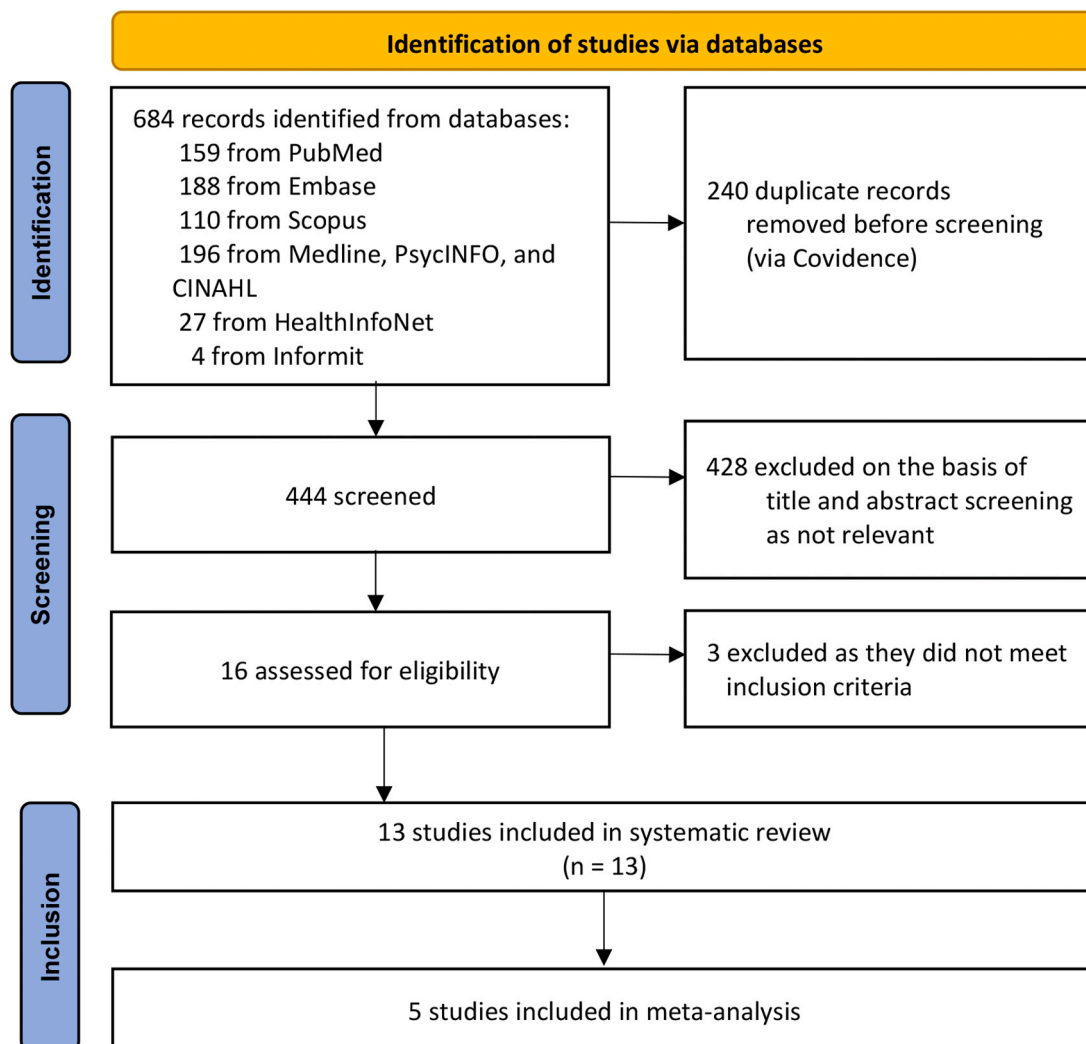 Identification of studies via databases
Identification
684 records identified from databases:
159 from PubMed
188 from Embase
110 from Scopus
196 from Medline, PsycINFO, and
CINAHL
27 from HealthInfoNet
4 from Informit
240 duplicate records
removed before screening
(via Covidence)
Screening
444 screened
428 excluded on the basis of
title and abstract screening
as not relevant
16 assessed for eligibility
3 excluded as they did not meet
inclusion criteria
Inclusion
13 studies included in systematic review
(n = 13)
5 studies included in meta-analysis